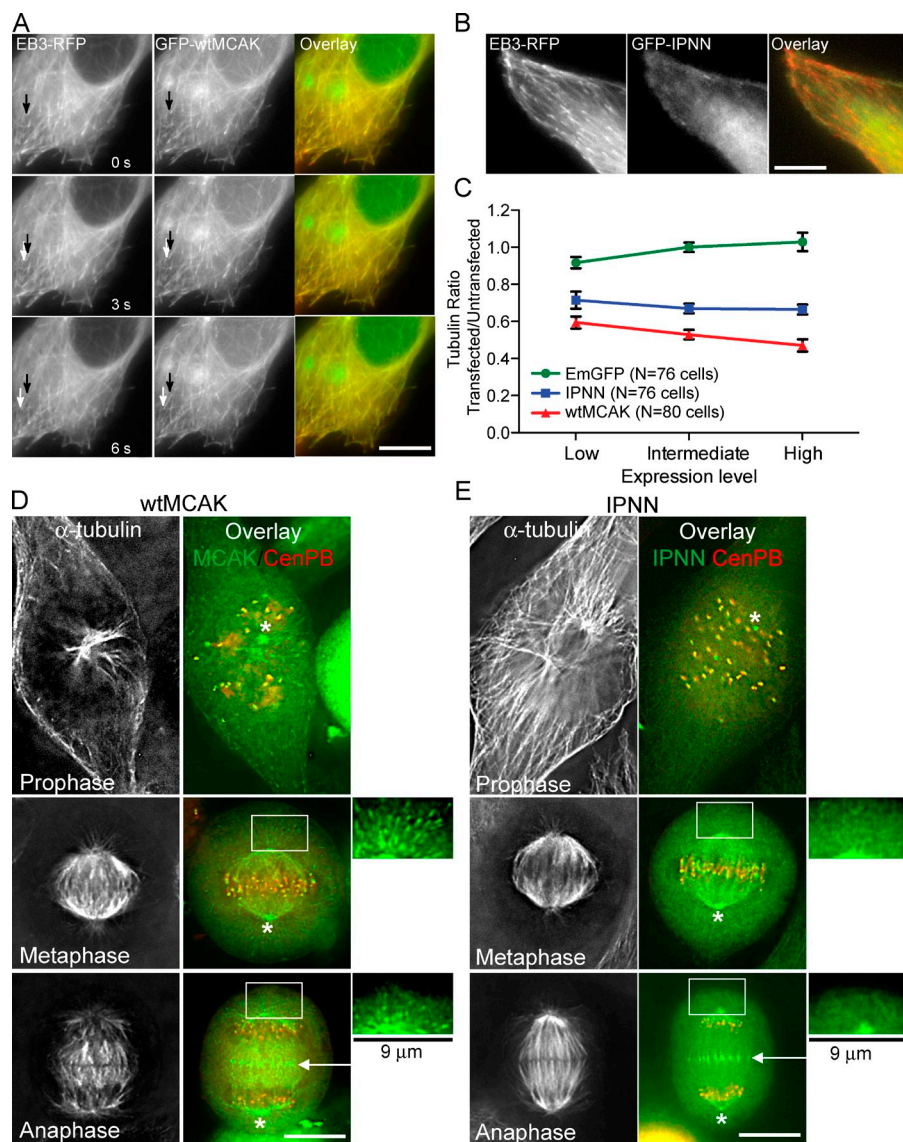 A
EB3-RFP GFP-wtMCAK Overlay
0 s
3 s
6 s
B
EB3-RFP GFP-IPNN Overlay
C
Tubulin Ratio
Transfected/Untransfected
1.2
1.0
0.8
0.6
0.4
0.2
0.0
EmGFP (N=76 cells)
IPNN (N=76 cells)
wtMCAK (N=80 cells)
Low Intermediate High
Expression level
D
wtMCAK
α-tubulin Overlay
MCAK/CenPB
*
Prophase
Metaphase
*
Anaphase
*
9 μm
E
IPNN
α-tubulin Overlay
IPNN CenPB
*
Prophase
Metaphase
*
Anaphase
*
9 μm